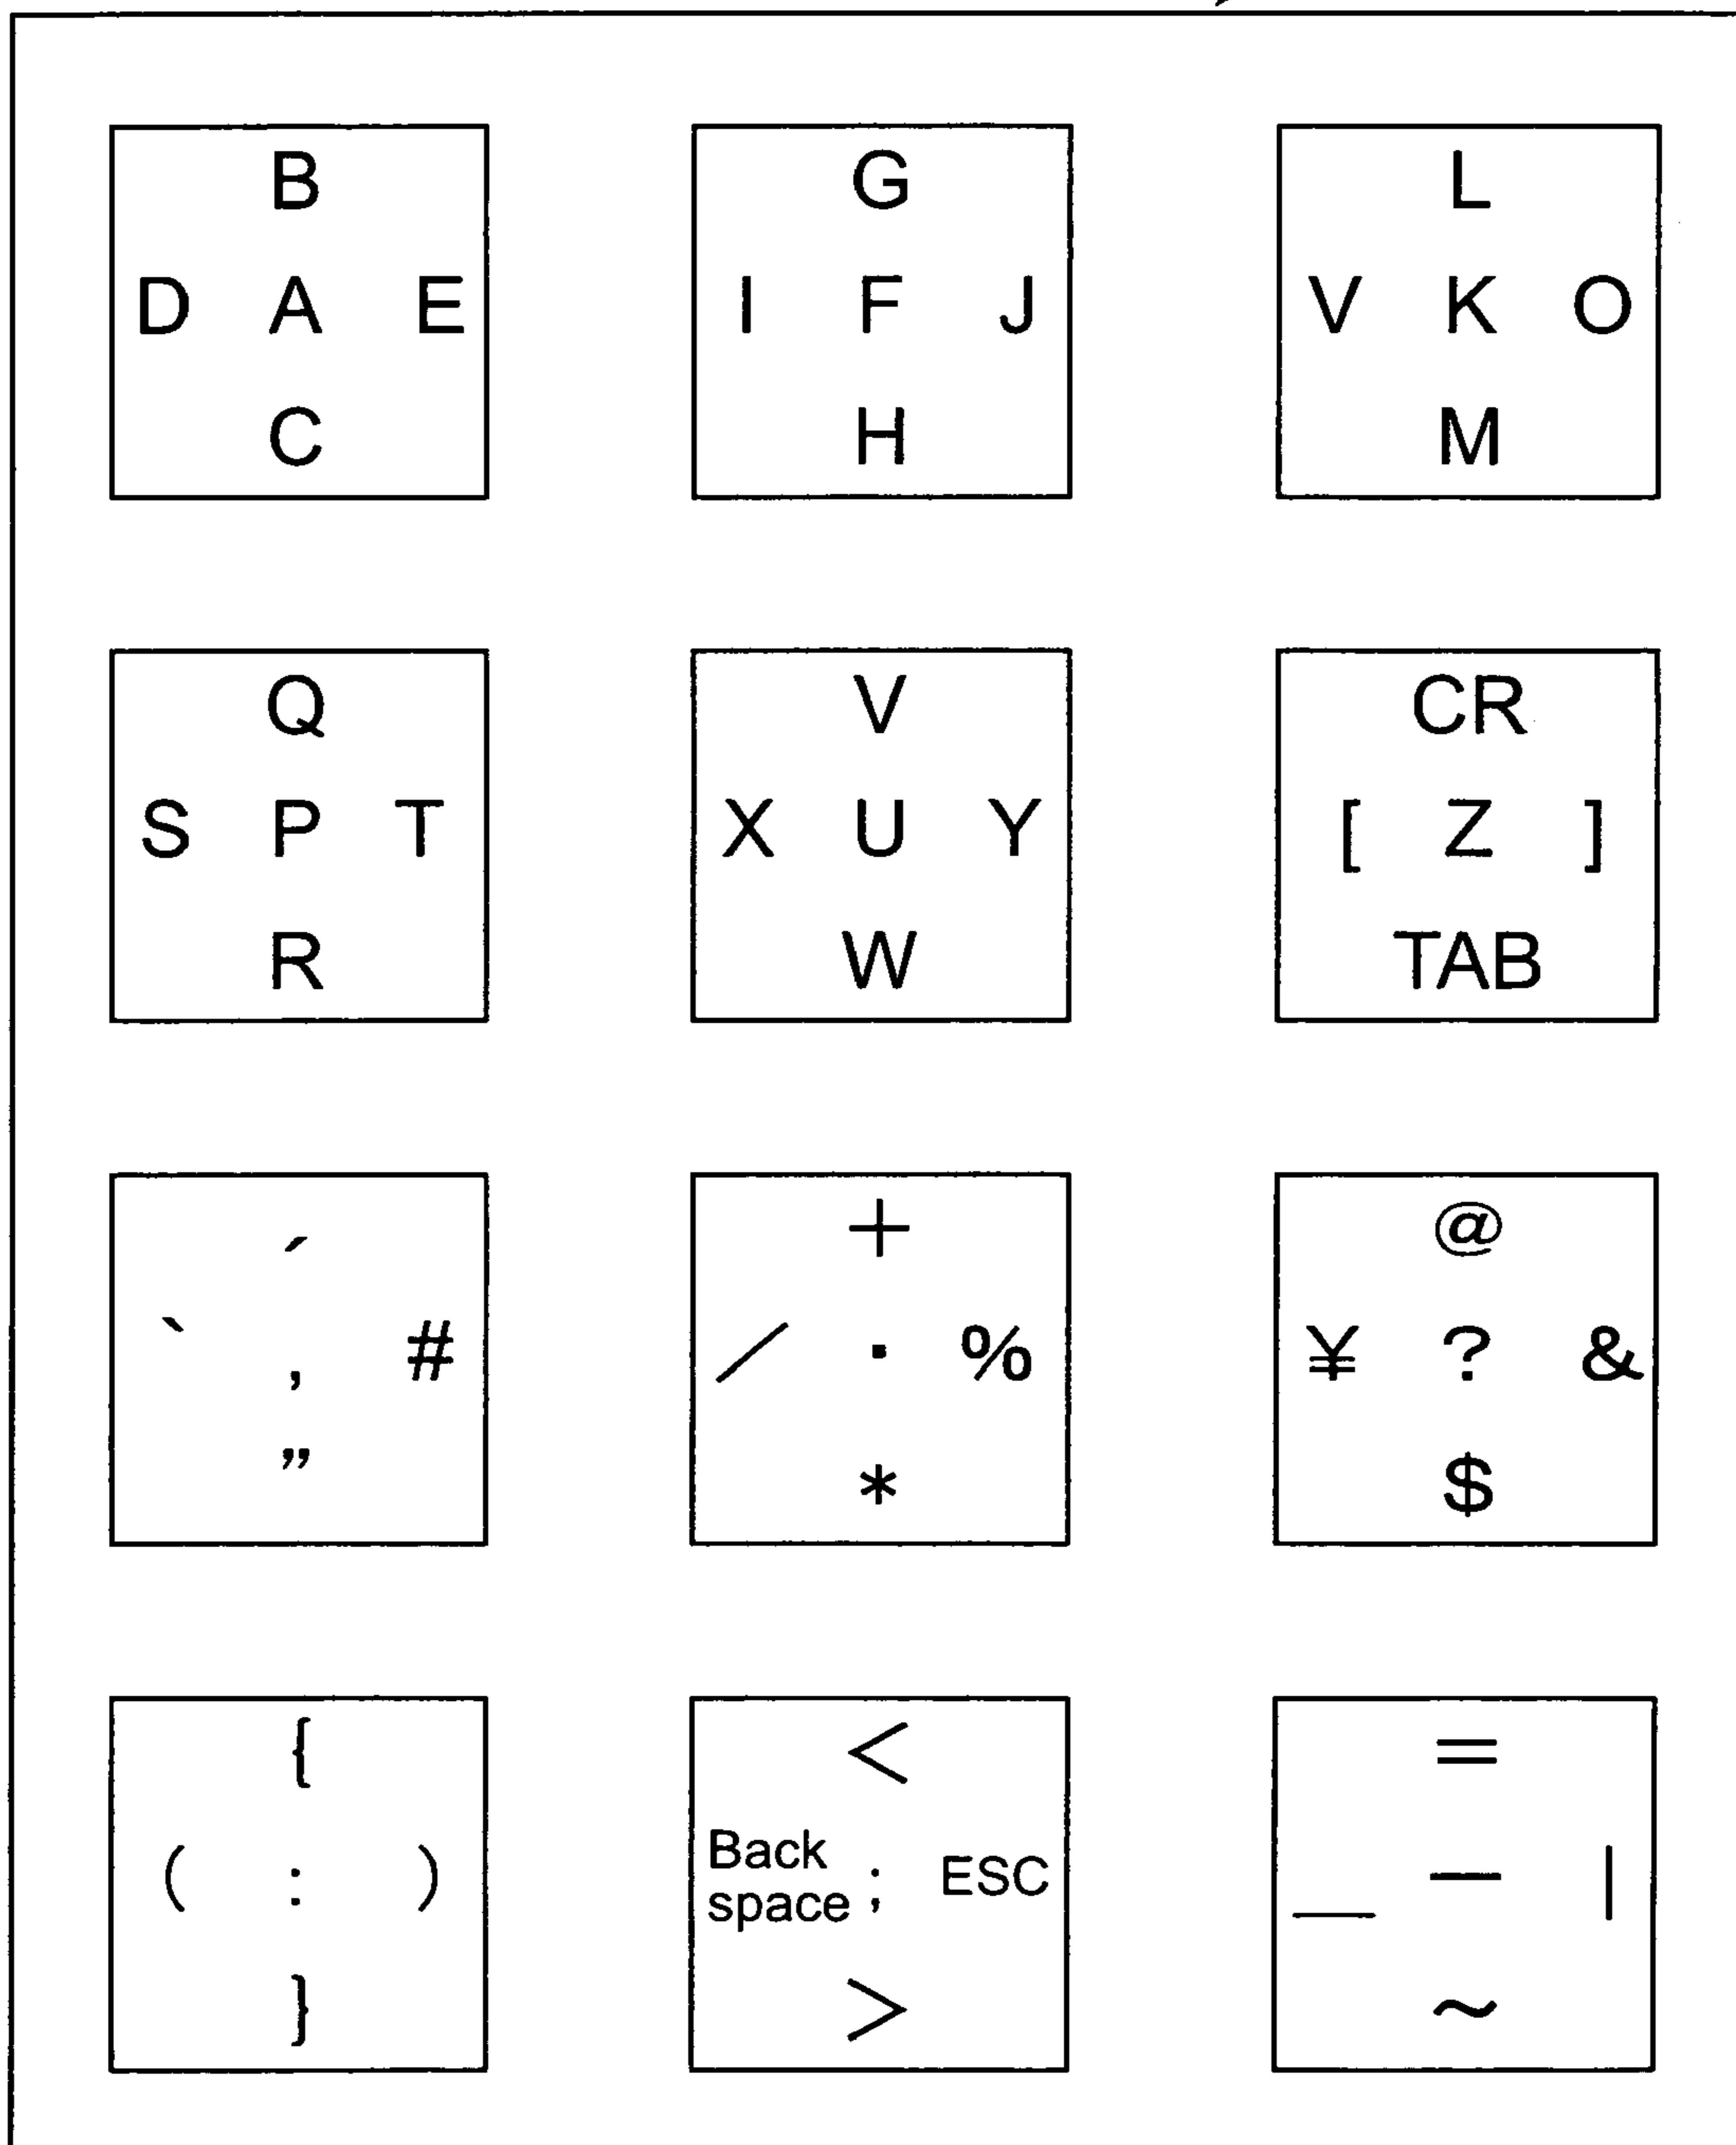 B
D A E
C
G
I F J
H
L
V K O
M
Q
S P T
R
V
X U Y
W
CR
[ Z ]
TAB
´
` , #
”
+
／ . %
*
@
¥ ? &
$
{
( : )
}
<
Back
space ; ESC
>
=
_ — |
~